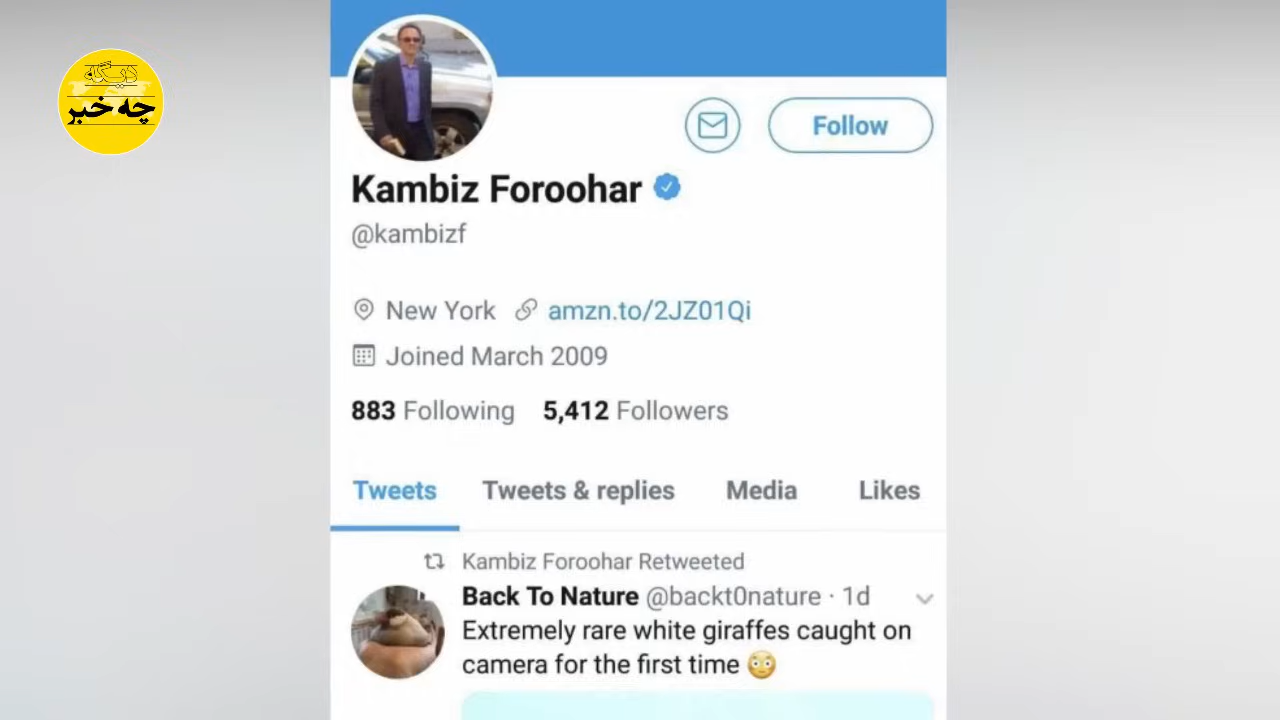 دیگه
چه خبر
Follow
Kambiz Foroohar
@kambizf
New York amzn.to/2JZ01Qi
Joined March 2009
883 Following 5,412 Followers
Tweets Tweets & replies Media Likes
Kambiz Foroohar Retweeted
Back To Nature @backt0nature · 1d
Extremely rare white giraffes caught on
camera for the first time 😳